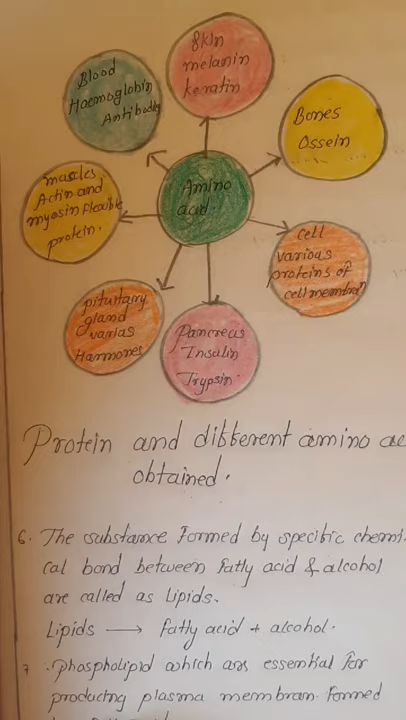 Skin
melanin
keratin
Blood
Haemoglobin
Antibodies
Bones
Ossein
Amino
acid.
muscles
Actin and
myosin flexible
protein.
cell
various
proteins of
cell membran
pituitary
gland
varias
Harmones
Pancreas
Insulin
Trypsin.
Protein and different amino ac
obtained.
6. The substance formed by specific chemi-
cal bond between fatty acid & alcohol
are called as Lipids.
Lipids → fatty acid + alcohol.
7. Phospholipid which are essential for
producing plasma membran. formed